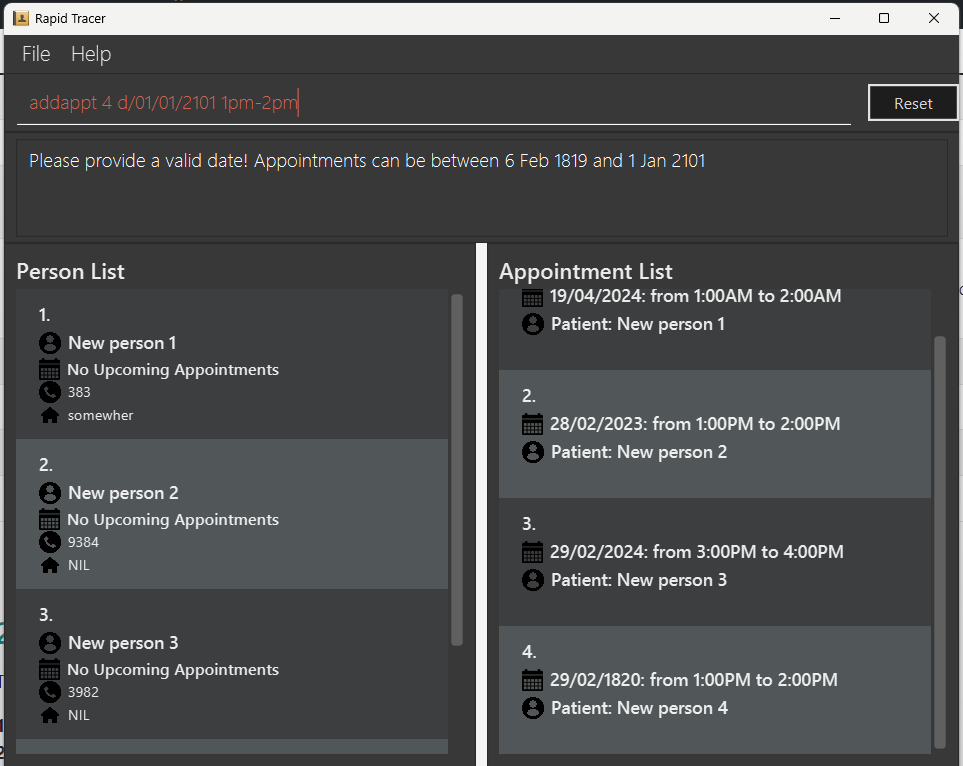 Rapid Tracer
File Help
addappt 4 d/01/01/2101 1pm-2pm
Reset
Please provide a valid date! Appointments can be between 6 Feb 1819 and 1 Jan 2101
Person List
1.
New person 1
No Upcoming Appointments
383
somewher
2.
New person 2
No Upcoming Appointments
9384
NIL
3.
New person 3
No Upcoming Appointments
3982
NIL
Appointment List
19/04/2024: from 1:00AM to 2:00AM
Patient: New person 1
2.
28/02/2023: from 1:00PM to 2:00PM
Patient: New person 2
3.
29/02/2024: from 3:00PM to 4:00PM
Patient: New person 3
4.
29/02/1820: from 1:00PM to 2:00PM
Patient: New person 4